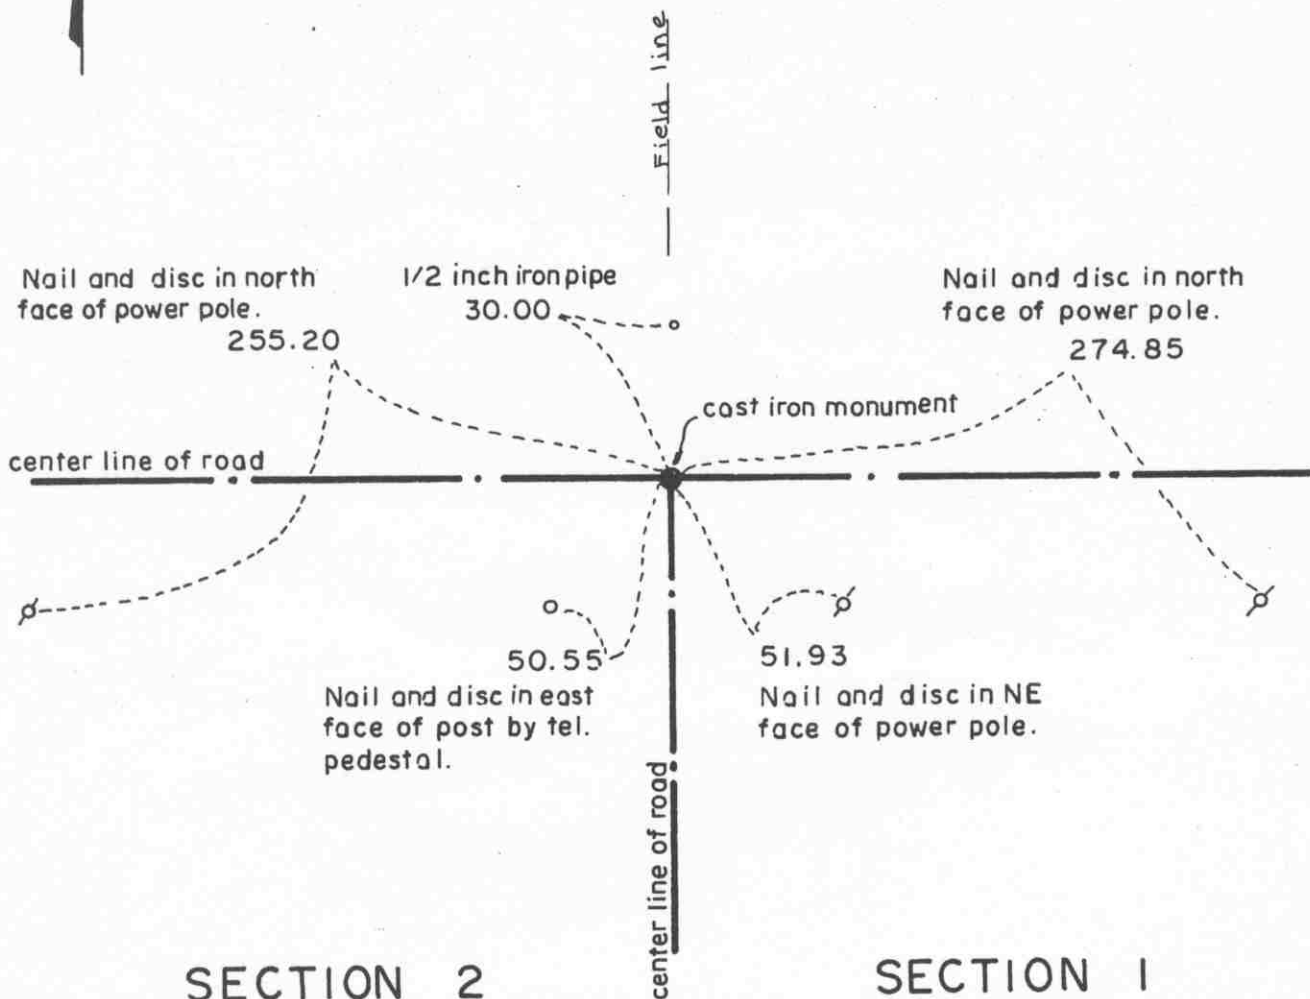 Field line
Nail and disc in north
face of power pole.
255.20
1/2 inch iron pipe
30.00
Nail and disc in north
face of power pole.
274.85
cast iron monument
center line of road
50.55
Nail and disc in east
face of post by tel.
pedestal.
51.93
Nail and disc in NE
face of power pole.
center line of road
SECTION 2
SECTION 1